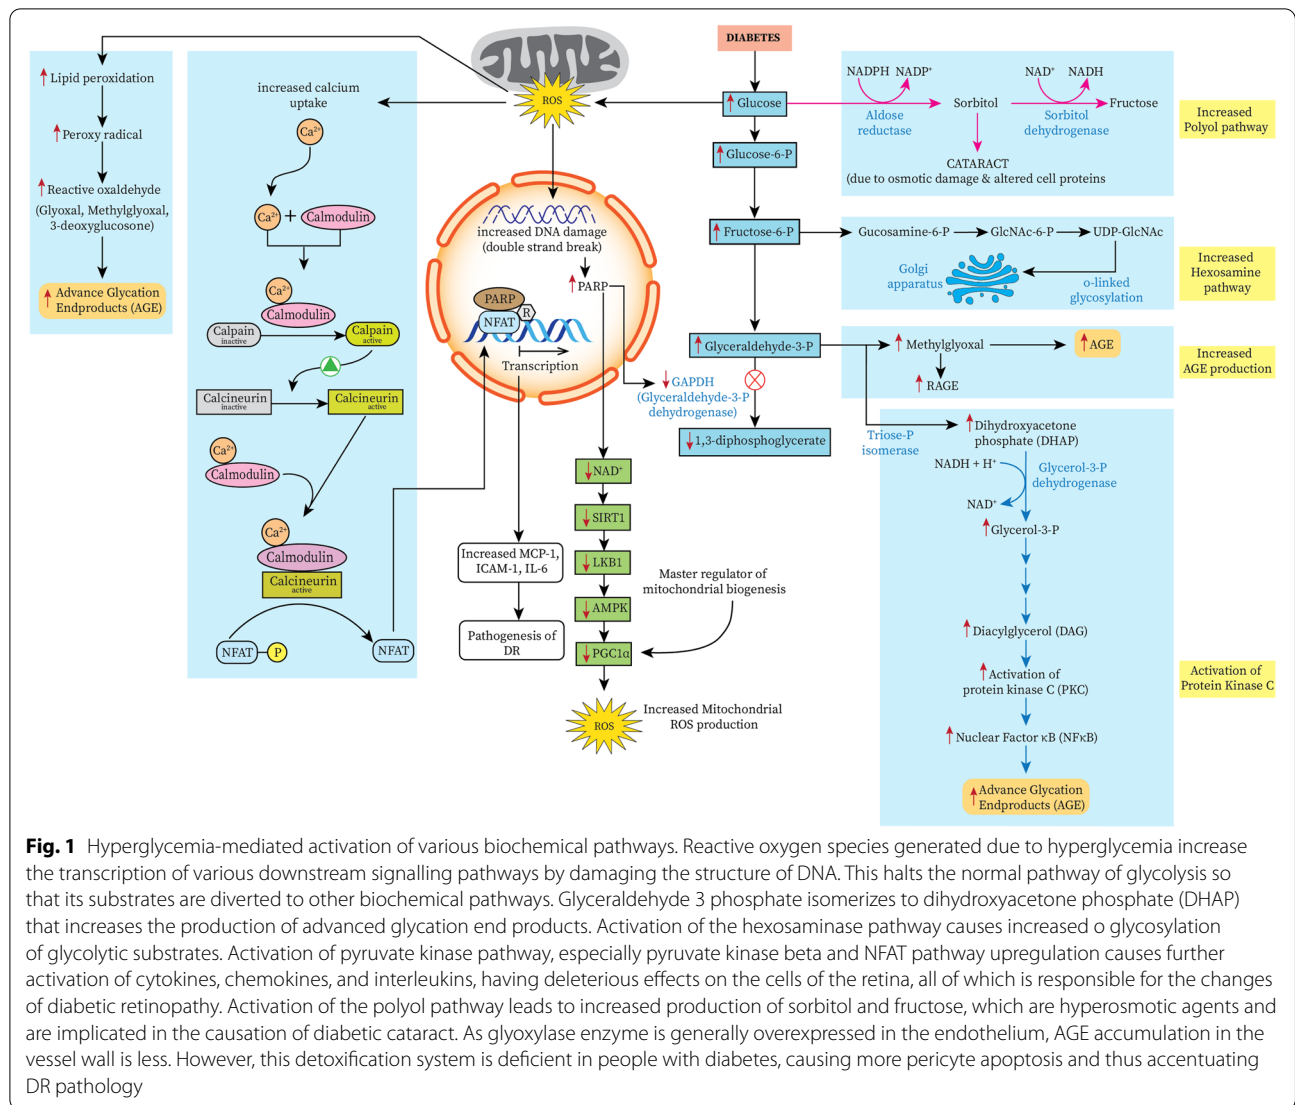 DIABETES
Lipid peroxidation
Peroxy radical
Reactive oxaldehyde
(Glyoxal, Methylglyoxal,
3-deoxyglucosone)
Advance Glycation
Endproducts (AGE)
increased calcium
uptake
Ca²⁺
Ca²⁺ + Calmodulin
Ca²⁺
Calmodulin
Calpain
inactive
Calpain
active
Calcineurin
inactive
Calcineurin
active
Ca²⁺
Calmodulin
Ca²⁺
Calmodulin
Calcineurin
active
NFAT
P
NFAT
ROS
increased DNA damage
(double strand break)
PARP
PARP
NFAT
R
Transcription
Increased MCP-1,
ICAM-1, IL-6
Pathogenesis of
DR
NAD⁺
SIRT1
LKB1
AMPK
PGC1α
Master regulator of
mitochondrial biogenesis
ROS
Increased Mitochondrial
ROS production
Glucose
Glucose-6-P
Fructose-6-P
Glyceraldehyde-3-P
GAPDH
(Glyceraldehyde-3-P
dehydrogenase)
1,3-diphosphoglycerate
NADPH
NADP⁺
NAD⁺
NADH
Aldose
reductase
Sorbitol
Sorbitol
dehydrogenase
Fructose
CATARACT
(due to osmotic damage & altered cell proteins
Increased
Polyol pathway
Gucosamine-6-P
GlcNAc-6-P
UDP-GlcNAc
Golgi
apparatus
o-linked
glycosylation
Increased
Hexosamine
pathway
Methylglyoxal
AGE
RAGE
Increased
AGE production
Triose-P
isomerase
Dihydroxyacetone
phosphate (DHAP)
NADH + H⁺
Glycerol-3-P
dehydrogenase
NAD⁺
Glycerol-3-P
Diacylglycerol (DAG)
Activation of
protein kinase C (PKC)
Nuclear Factor κB (NFκB)
Advance Glycation
Endproducts (AGE)
Activation of
Protein Kinase C
Fig. 1 Hyperglycemia-mediated activation of various biochemical pathways. Reactive oxygen species generated due to hyperglycemia increase
the transcription of various downstream signalling pathways by damaging the structure of DNA. This halts the normal pathway of glycolysis so
that its substrates are diverted to other biochemical pathways. Glyceraldehyde 3 phosphate isomerizes to dihydroxyacetone phosphate (DHAP)
that increases the production of advanced glycation end products. Activation of the hexosaminase pathway causes increased o glycosylation
of glycolytic substrates. Activation of pyruvate kinase pathway, especially pyruvate kinase beta and NFAT pathway upregulation causes further
activation of cytokines, chemokines, and interleukins, having deleterious effects on the cells of the retina, all of which is responsible for the changes
of diabetic retinopathy. Activation of the polyol pathway leads to increased production of sorbitol and fructose, which are hyperosmotic agents and
are implicated in the causation of diabetic cataract. As glyoxylase enzyme is generally overexpressed in the endothelium, AGE accumulation in the
vessel wall is less. However, this detoxification system is deficient in people with diabetes, causing more pericyte apoptosis and thus accentuating
DR pathology